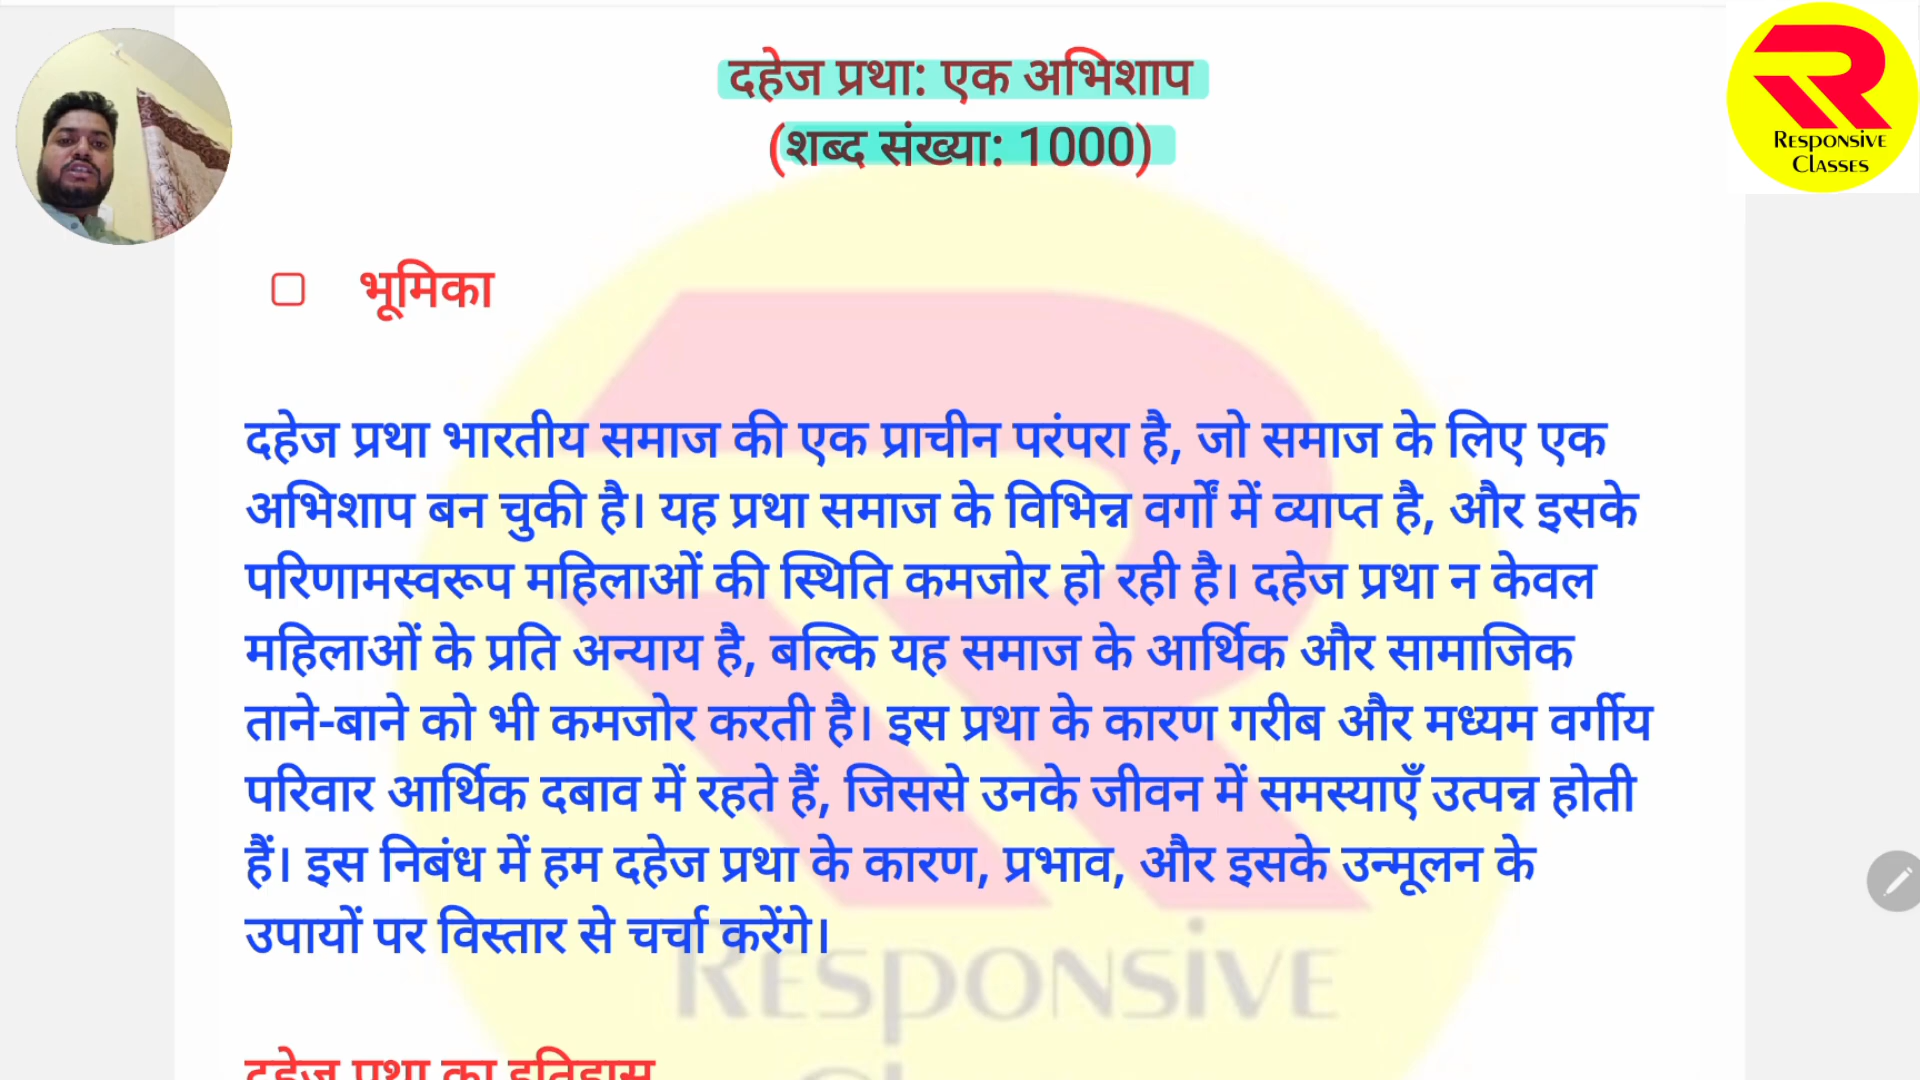 दहेज प्रथा: एक अभिशाप
(शब्द संख्या: 1000)
RESPONSIVE
CLASSES
भूमिका
दहेज प्रथा भारतीय समाज की एक प्राचीन परंपरा है, जो समाज के लिए एक
अभिशाप बन चुकी है। यह प्रथा समाज के विभिन्न वर्गों में व्याप्त है, और इसके
परिणामस्वरूप महिलाओं की स्थिति कमजोर हो रही है। दहेज प्रथा न केवल
महिलाओं के प्रति अन्याय है, बल्कि यह समाज के आर्थिक और सामाजिक
ताने-बाने को भी कमजोर करती है। इस प्रथा के कारण गरीब और मध्यम वर्गीय
परिवार आर्थिक दबाव में रहते हैं, जिससे उनके जीवन में समस्याएँ उत्पन्न होती
हैं। इस निबंध में हम दहेज प्रथा के कारण, प्रभाव, और इसके उन्मूलन के
उपायों पर विस्तार से चर्चा करेंगे।
RESPONSIVE
दहेज प्रथा का इतिहास